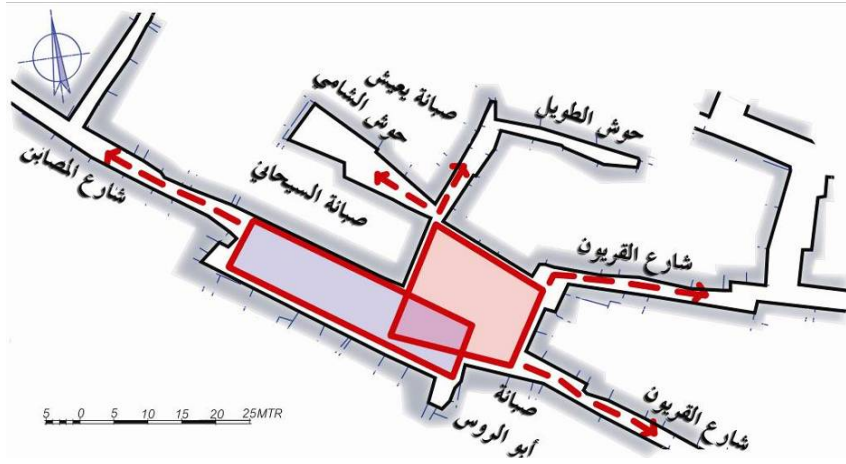 صبانة يعيش
حوش الشامي
حوش الطويل
شارع المصابن
صبانة السيحاني
شارع القريون
صبانة
أبو الروس
شارع القريون
5 0 5 10 15 20 25MTR